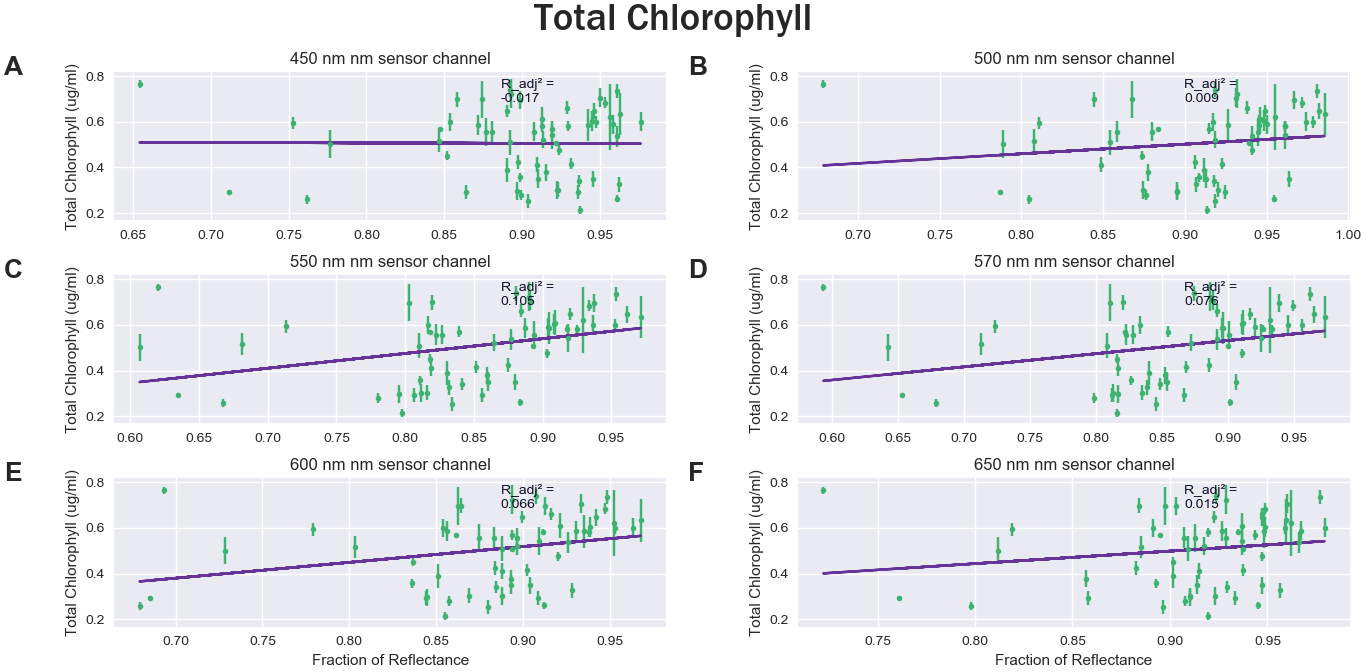 Total Chlorophyll
A
450 nm nm sensor channel
Total Chlorophyll (ug/ml)
0.8
0.6
0.4
0.2
R_adj² =
-0.017
0.65
0.70
0.75
0.80
0.85
0.90
0.95
B
500 nm nm sensor channel
Total Chlorophyll (ug/ml)
0.8
0.6
0.4
0.2
R_adj² =
0.009
0.70
0.75
0.80
0.85
0.90
0.95
1.00
C
550 nm nm sensor channel
Total Chlorophyll (ug/ml)
0.8
0.6
0.4
0.2
R_adj² =
0.105
0.60
0.65
0.70
0.75
0.80
0.85
0.90
0.95
D
570 nm nm sensor channel
Total Chlorophyll (ug/ml)
0.8
0.6
0.4
0.2
R_adj² =
0.076
0.60
0.65
0.70
0.75
0.80
0.85
0.90
0.95
E
600 nm nm sensor channel
Total Chlorophyll (ug/ml)
0.8
0.6
0.4
0.2
R_adj² =
0.066
0.70
0.75
0.80
0.85
0.90
0.95
Fraction of Reflectance
F
650 nm nm sensor channel
Total Chlorophyll (ug/ml)
0.8
0.6
0.4
0.2
R_adj² =
0.015
0.75
0.80
0.85
0.90
0.95
Fraction of Reflectance